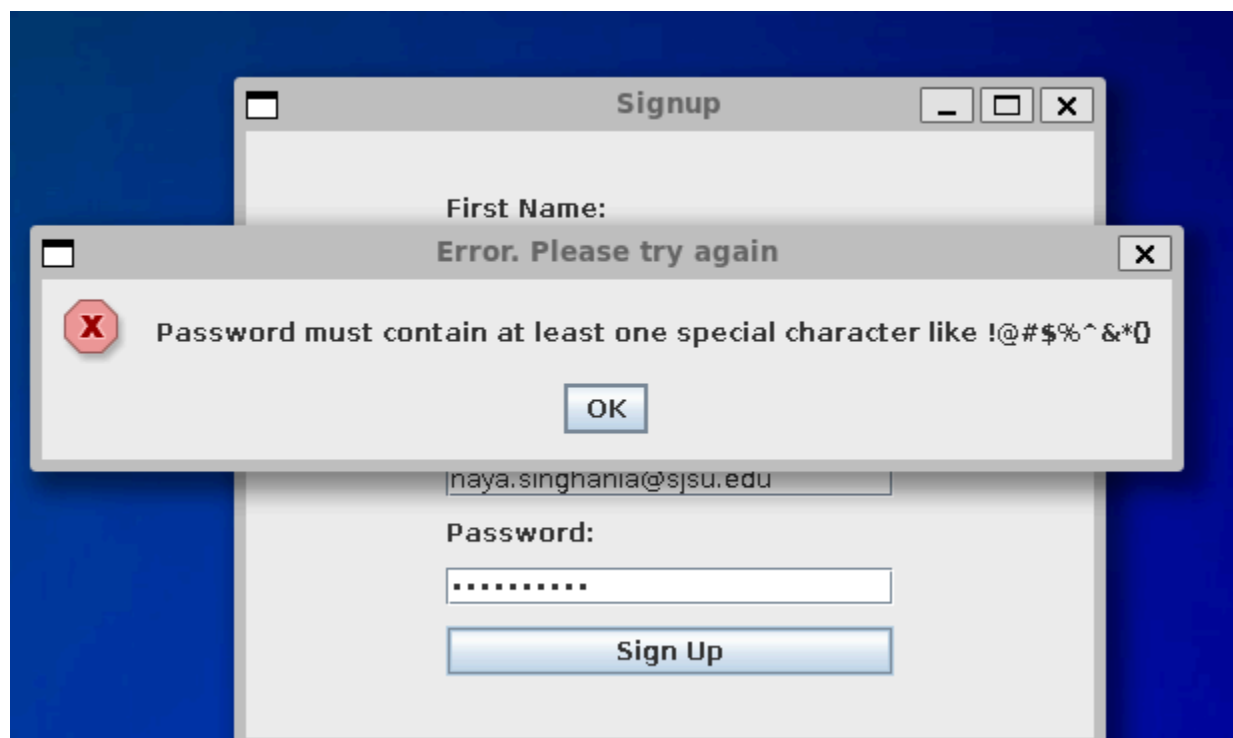 Signup
First Name:
Error. Please try again
X
Password must contain at least one special character like !@#$%^&*()
OK
naya.singhania@sjsu.edu
Password:
Sign Up